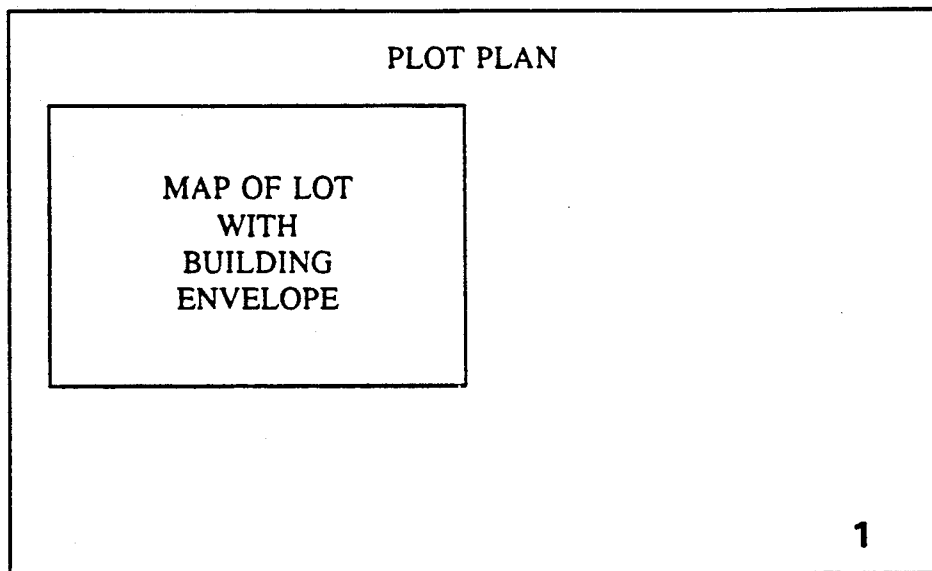 PLOT PLAN
MAP OF LOT
WITH
BUILDING
ENVELOPE
1